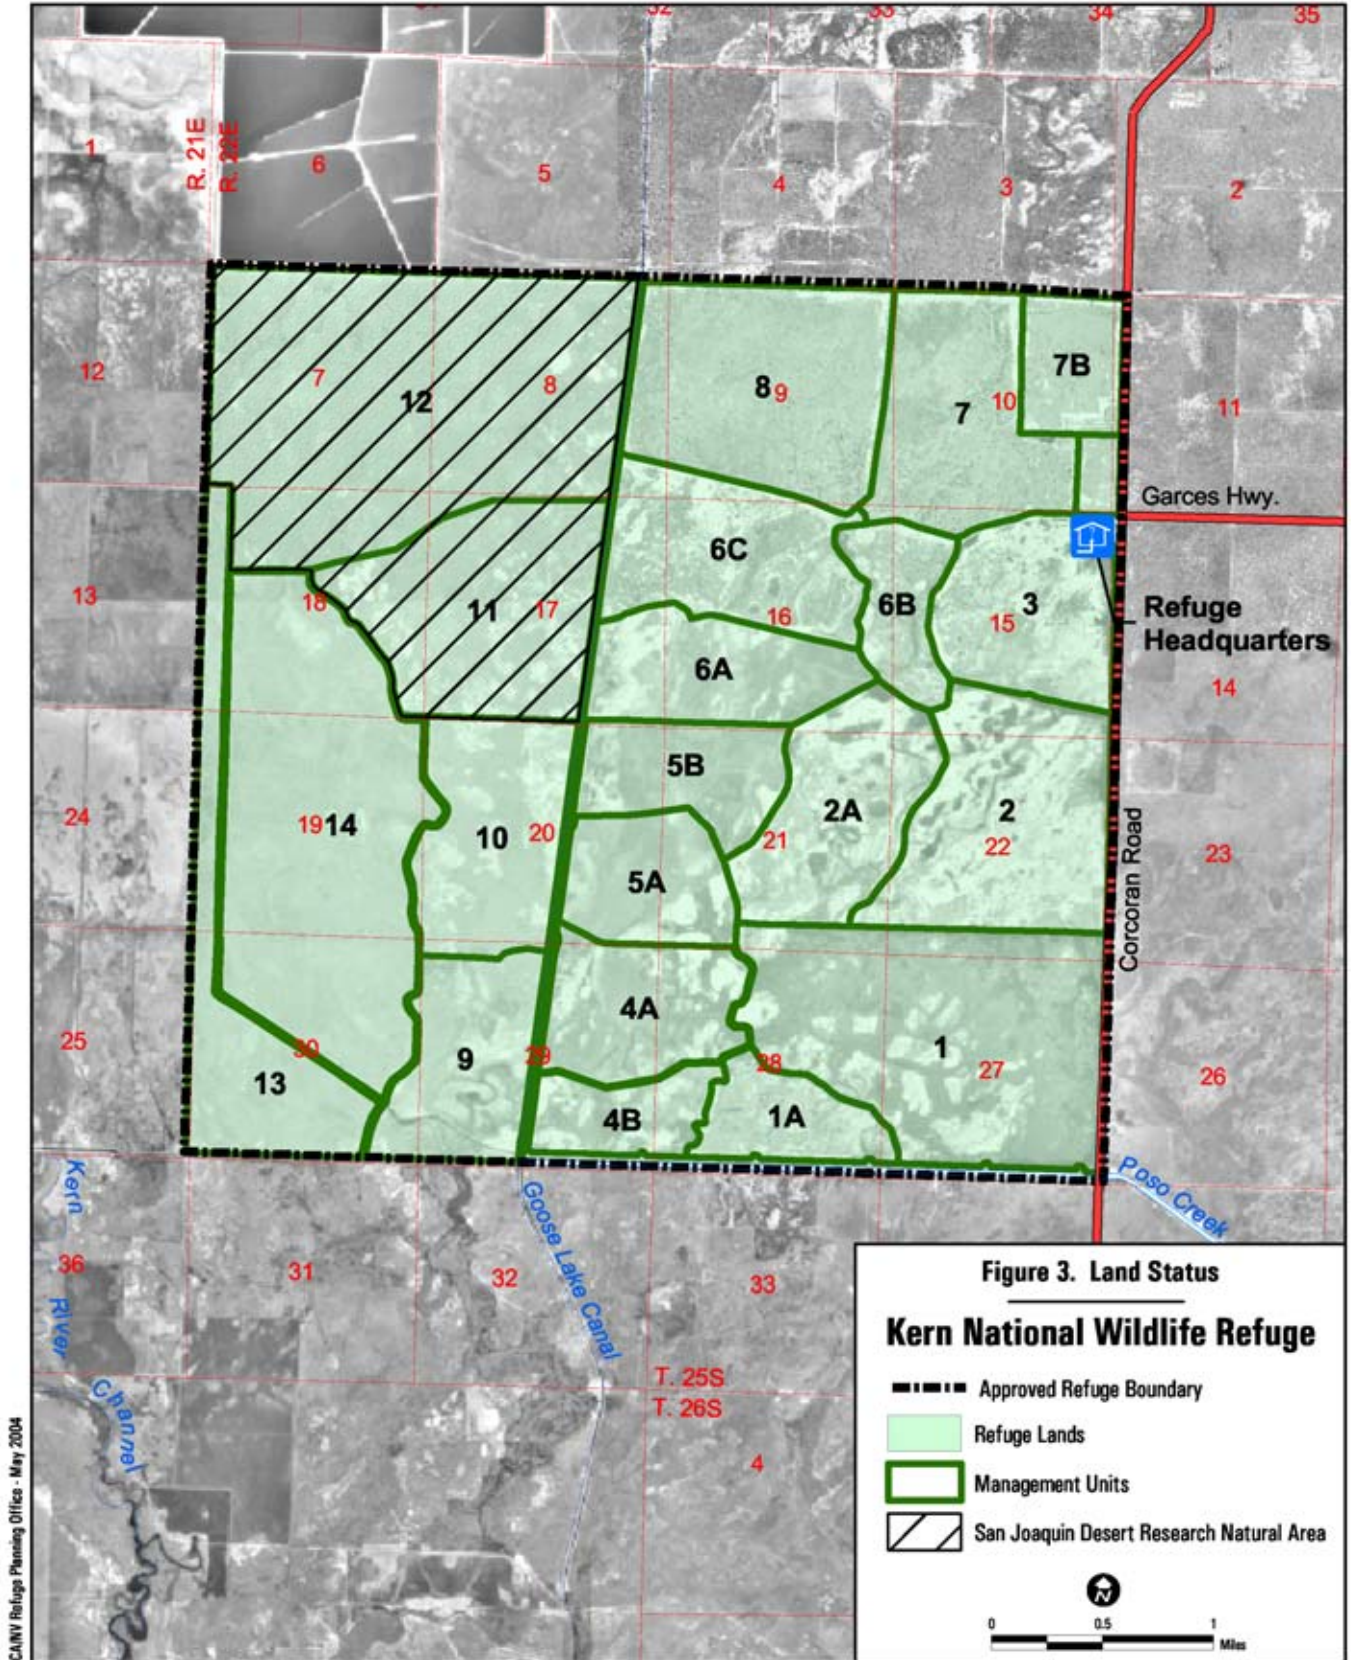 32
33
34
35
R. 21E
R. 22E
1
6
5
4
3
2
12
7
12
8
8
9
7
10
7B
11
Garces Hwy.
13
18
11
17
6C
16
6B
15
3
Refuge
Headquarters
6A
14
5B
24
19
14
10
20
5A
21
2A
2
22
23
Corcoran Road
25
30
13
9
29
4A
28
1
27
26
4B
1A
Kern
River
Channel
Goose Lake Canal
Poso Creek
36
31
32
33
T. 25S
T. 26S
4
Figure 3. Land Status
Kern National Wildlife Refuge
Approved Refuge Boundary
Refuge Lands
Management Units
San Joaquin Desert Research Natural Area
N
0 0.5 1
Miles
CA/NV Refuge Planning Office - May 2004